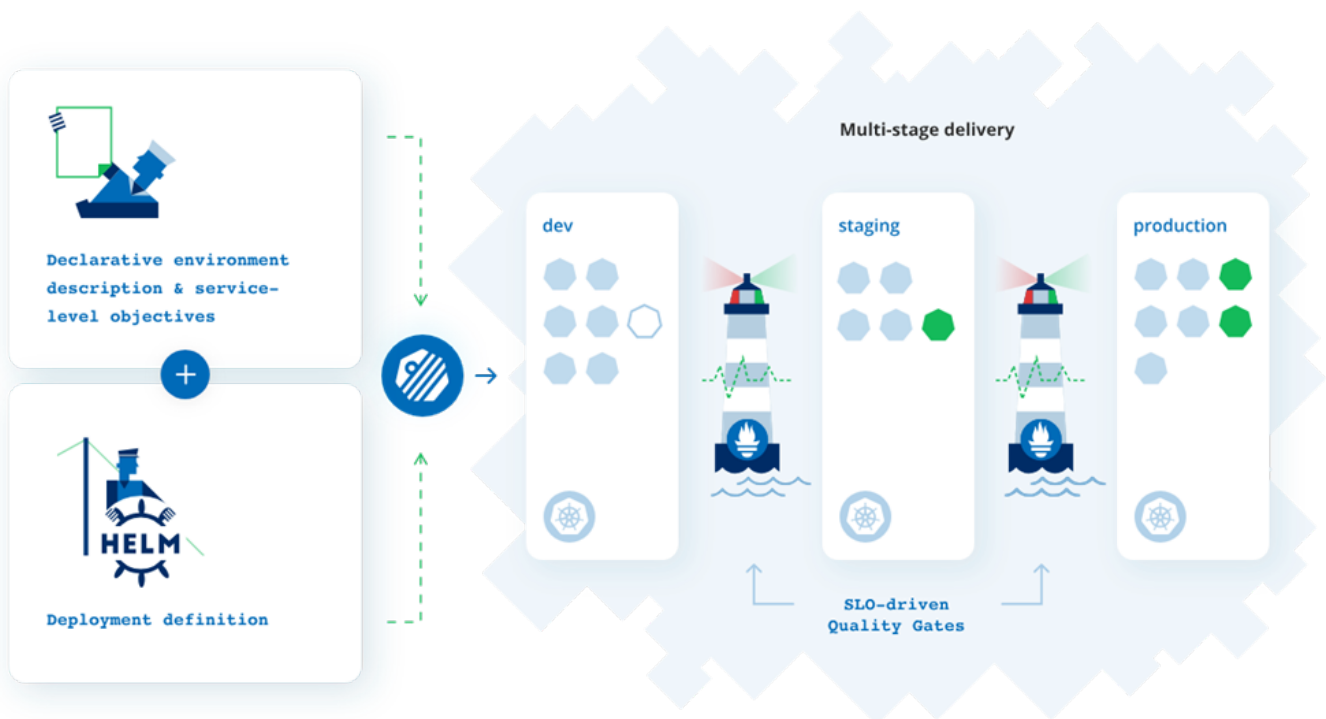 Declarative environment
description & service-
level objectives
+
HELM
Deployment definition
Multi-stage delivery
dev
staging
production
SLO-driven
Quality Gates